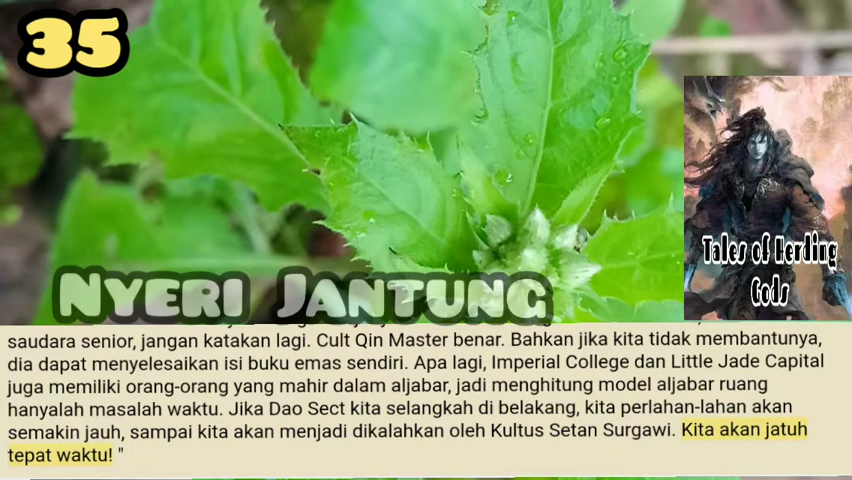 35
Tales of Herding
Gods
Nyeri Jantung
saudara senior, jangan katakan lagi. Cult Qin Master benar. Bahkan jika kita tidak membantunya,
dia dapat menyelesaikan isi buku emas sendiri. Apa lagi, Imperial College dan Little Jade Capital
juga memiliki orang-orang yang mahir dalam aljabar, jadi menghitung model aljabar ruang
hanyalah masalah waktu. Jika Dao Sect kita selangkah di belakang, kita perlahan-lahan akan
semakin jauh, sampai kita akan menjadi dikalahkan oleh Kultus Setan Surgawi. Kita akan jatuh
tepat waktu! "